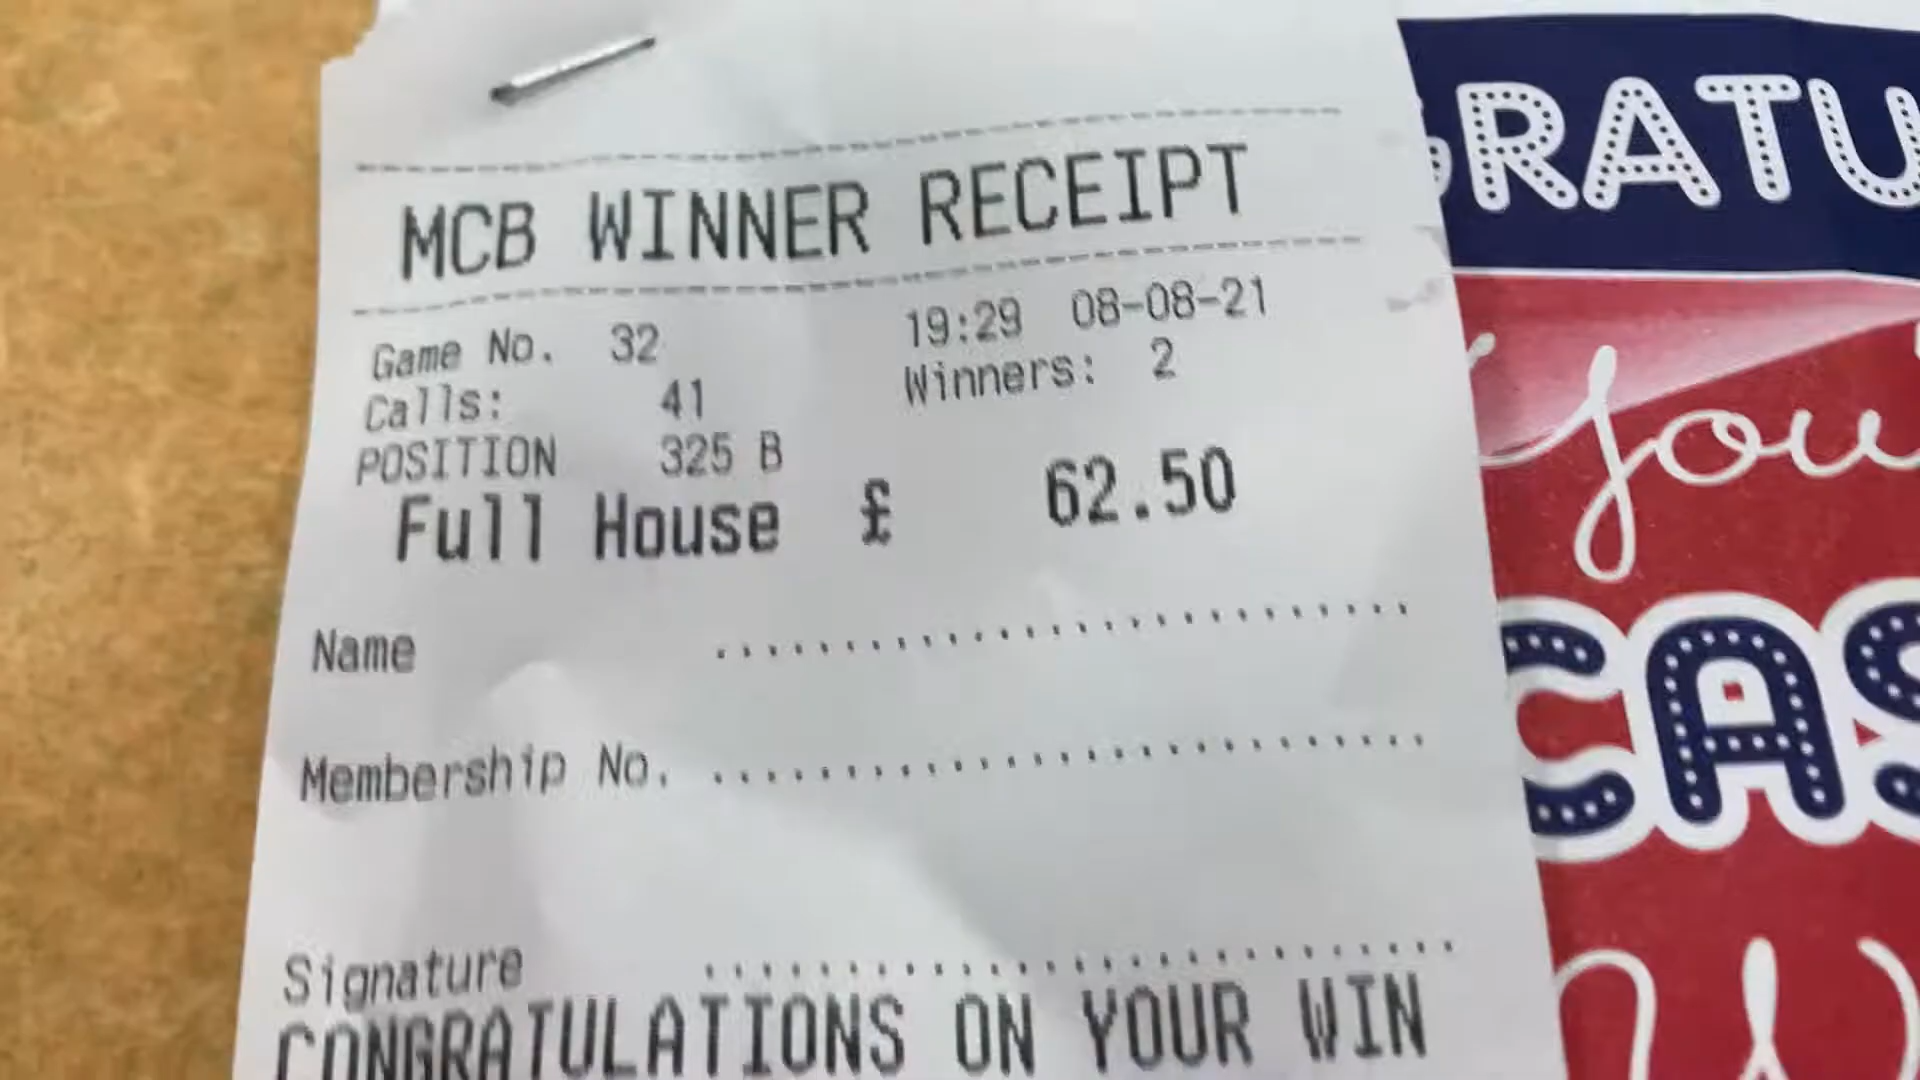 MCB WINNER RECEIPT
Game No. 32 19:29 08-08-21
Calls: 41 Winners: 2
POSITION 325 B
Full House £ 62.50
Name
Membership No.
Signature
CONGRATULATIONS ON YOUR WIN
RATU
You
CAS
W